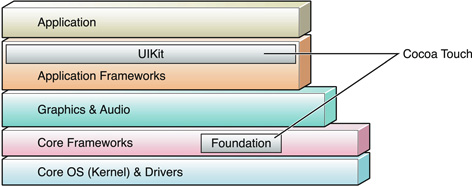 Application
UIKit
Cocoa Touch
Application Frameworks
Graphics & Audio
Core Frameworks
Foundation
Core OS (Kernel) & Drivers